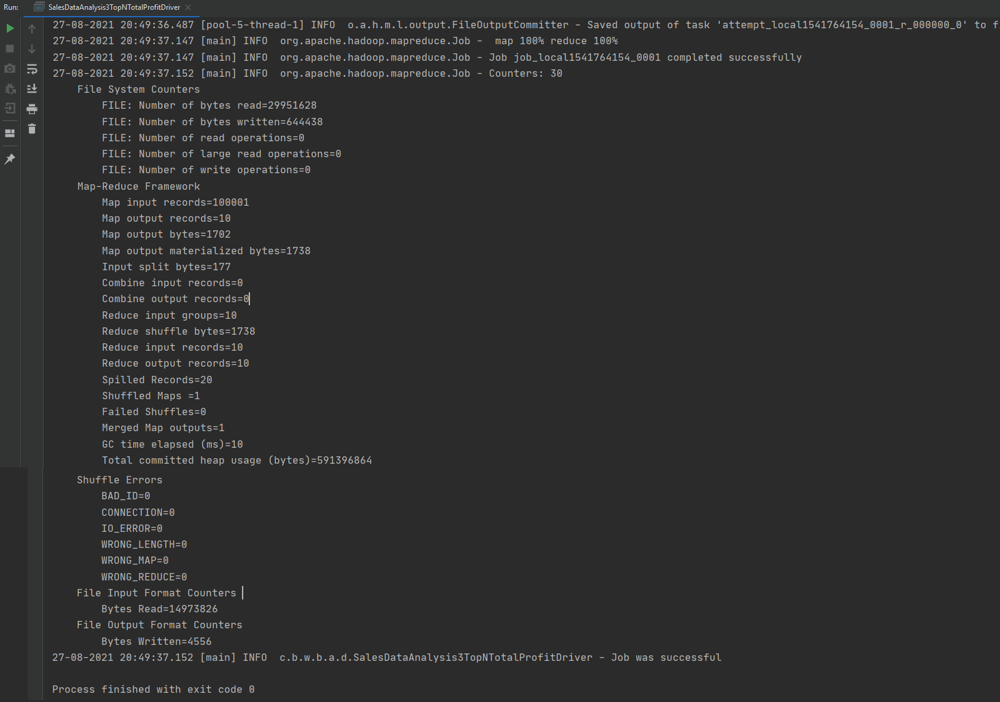 Run: SalesDataAnalysis3TopNTotalProfitDriver
27-08-2021 20:49:36.487 [pool-5-thread-1] INFO  o.a.h.m.l.output.FileOutputCommitter - Saved output of task 'attempt_local1541764154_0001_r_000000_0' to f
27-08-2021 20:49:37.147 [main] INFO  org.apache.hadoop.mapreduce.Job -  map 100% reduce 100%
27-08-2021 20:49:37.147 [main] INFO  org.apache.hadoop.mapreduce.Job - Job job_local1541764154_0001 completed successfully
27-08-2021 20:49:37.152 [main] INFO  org.apache.hadoop.mapreduce.Job - Counters: 30
File System Counters
FILE: Number of bytes read=29951628
FILE: Number of bytes written=644438
FILE: Number of read operations=0
FILE: Number of large read operations=0
FILE: Number of write operations=0
Map-Reduce Framework
Map input records=100001
Map output records=10
Map output bytes=1702
Map output materialized bytes=1738
Input split bytes=177
Combine input records=0
Combine output records=0
Reduce input groups=10
Reduce shuffle bytes=1738
Reduce input records=10
Reduce output records=10
Spilled Records=20
Shuffled Maps =1
Failed Shuffles=0
Merged Map outputs=1
GC time elapsed (ms)=10
Total committed heap usage (bytes)=591396864
Shuffle Errors
BAD_ID=0
CONNECTION=0
IO_ERROR=0
WRONG_LENGTH=0
WRONG_MAP=0
WRONG_REDUCE=0
File Input Format Counters
Bytes Read=14973826
File Output Format Counters
Bytes Written=4556
27-08-2021 20:49:37.152 [main] INFO  c.b.w.b.a.d.SalesDataAnalysis3TopNTotalProfitDriver - Job was successful
Process finished with exit code 0